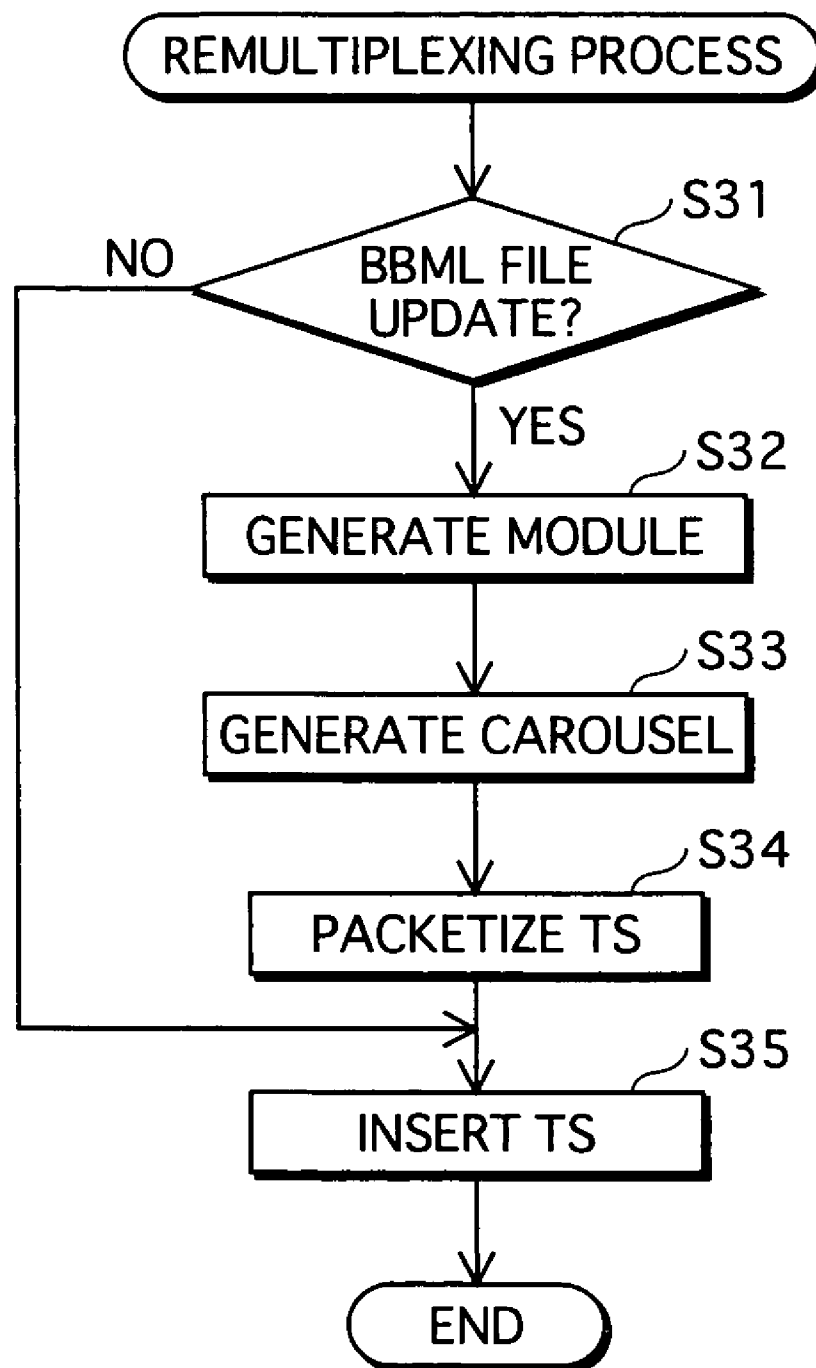 REMULTIPLEXING PROCESS
S31
NO
BBML FILE
UPDATE?
YES
S32
GENERATE MODULE
S33
GENERATE CAROUSEL
S34
PACKETIZE TS
S35
INSERT TS
END